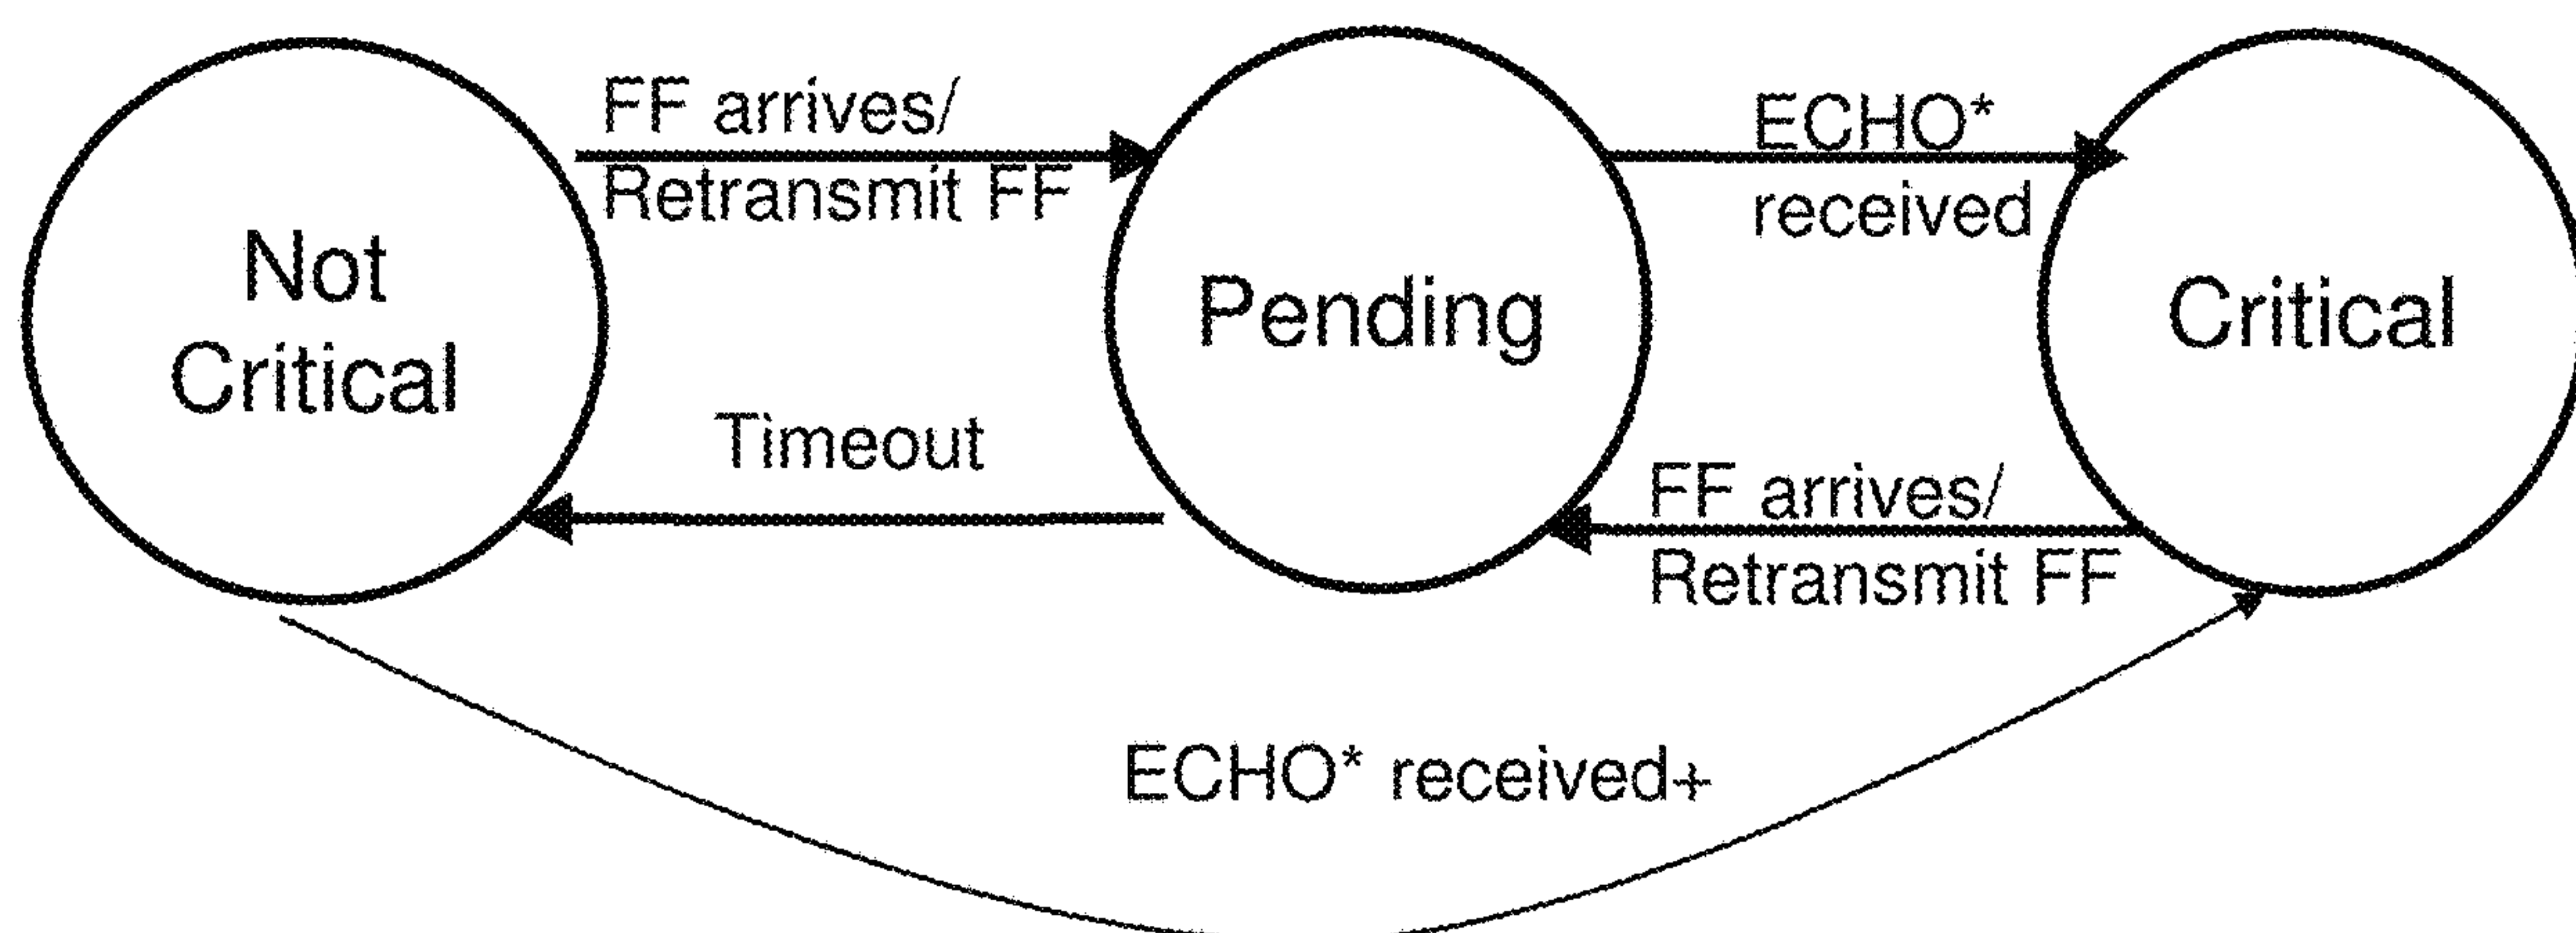 FF arrives/
Retransmit FF
ECHO*
received
Not
Critical
Pending
Critical
Timeout
FF arrives/
Retransmit FF
ECHO* received+